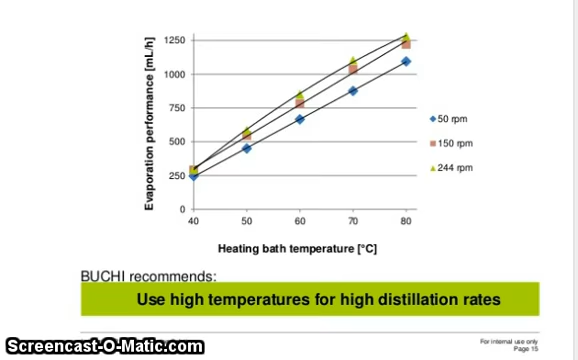 Evaporation performance [mL/h]
1250
1000
750
500
250
0
40 50 60 70 80
50 rpm
150 rpm
244 rpm
Heating bath temperature [°C]
BUCHI recommends:
Use high temperatures for high distillation rates
For internal use only
Page 15
Screencast-O-Matic.com